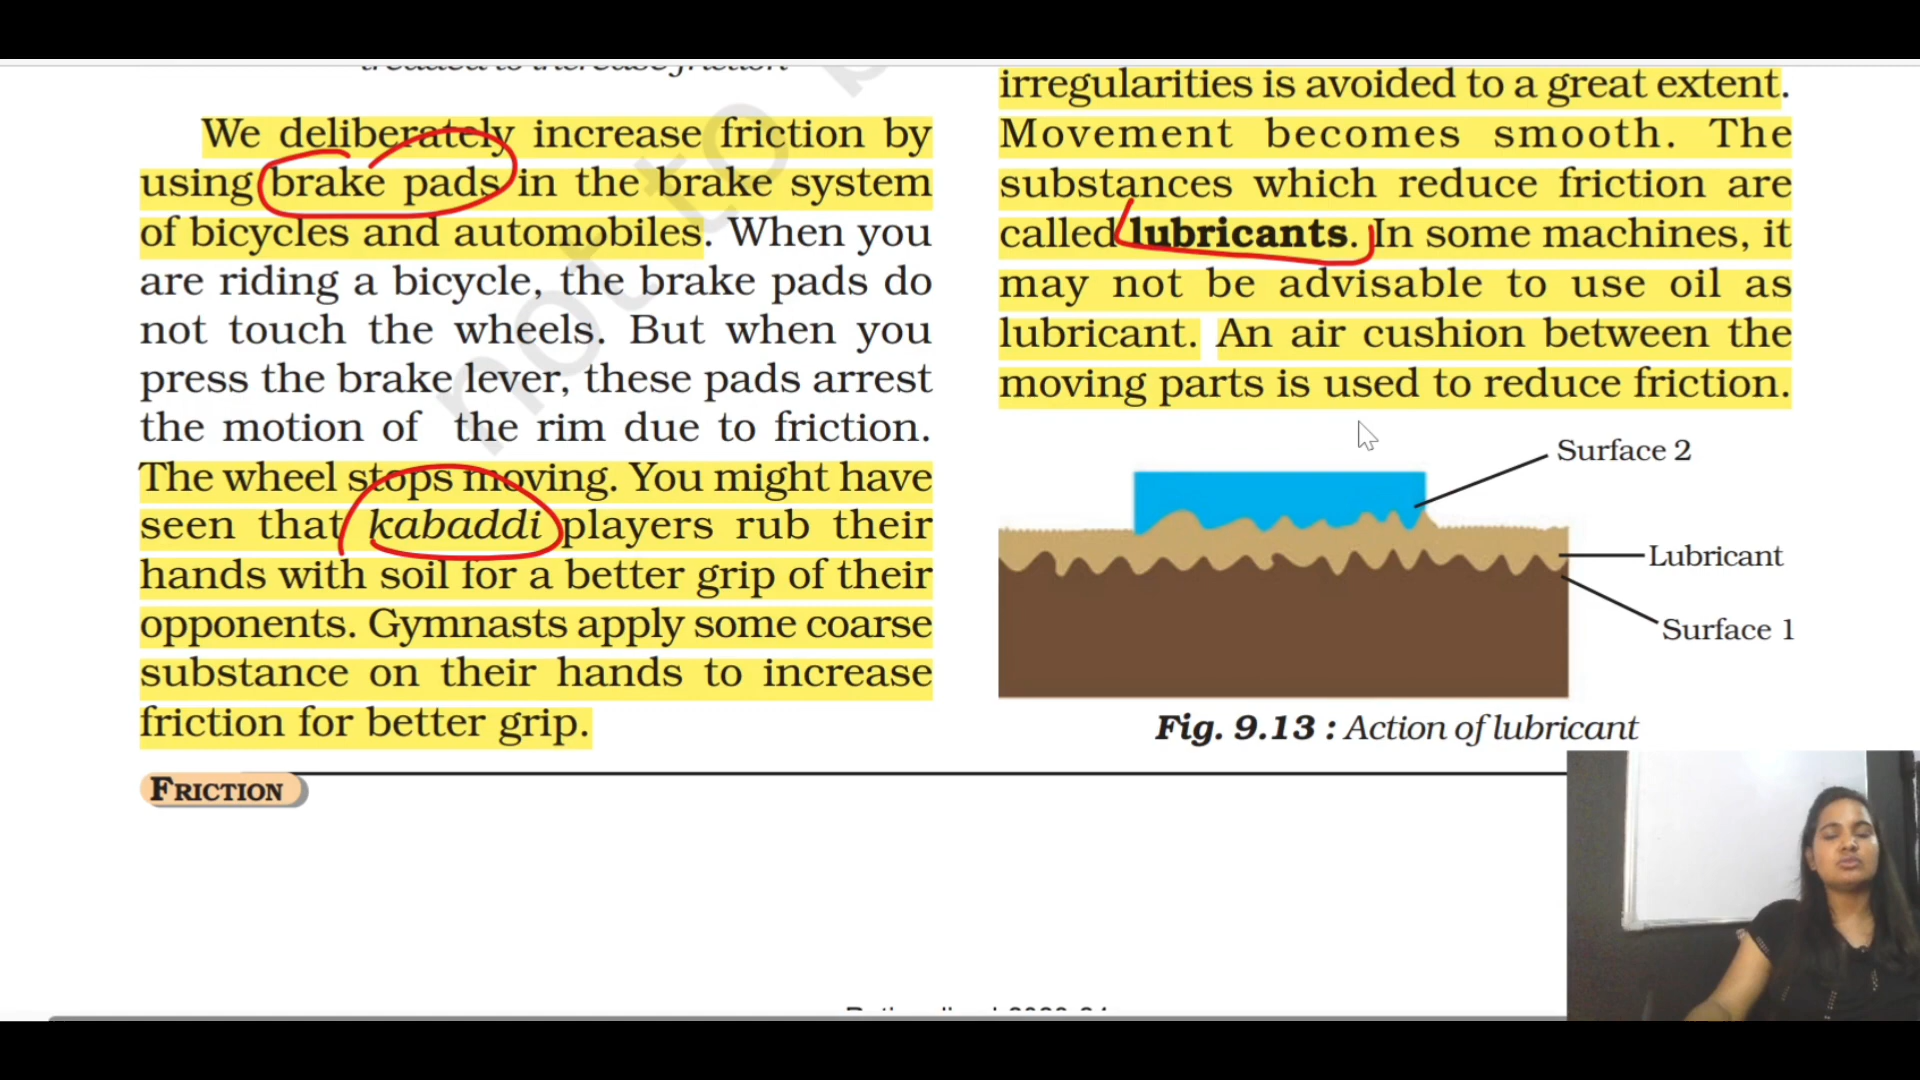 treaded to increase friction
We deliberately increase friction by
using brake pads in the brake system
of bicycles and automobiles. When you
are riding a bicycle, the brake pads do
not touch the wheels. But when you
press the brake lever, these pads arrest
the motion of the rim due to friction.
The wheel stops moving. You might have
seen that kabaddi players rub their
hands with soil for a better grip of their
opponents. Gymnasts apply some coarse
substance on their hands to increase
friction for better grip.
irregularities is avoided to a great extent.
Movement becomes smooth. The
substances which reduce friction are
called lubricants. In some machines, it
may not be advisable to use oil as
lubricant. An air cushion between the
moving parts is used to reduce friction.
Surface 2
Lubricant
Surface 1
Fig. 9.13 : Action of lubricant
FRICTION
not to b